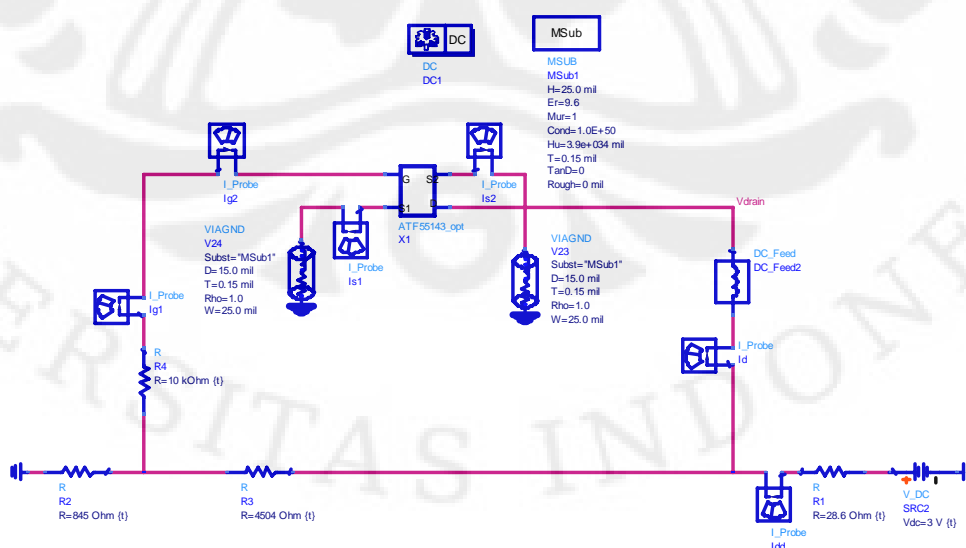 DC
DC
DC1
MSub
MSUB
MSub1
H=25.0 mil
Er=9.6
Mur=1
Cond=1.0E+50
Hu=3.9e+034 mil
T=0.15 mil
TanD=0
Rough=0 mil
I_Probe
Ig2
G
S2
S1
D
ATF55143_opt
X1
I_Probe
Is2
Vdrain
VIAGND
V24
Subst="MSub1"
D=15.0 mil
T=0.15 mil
Rho=1.0
W=25.0 mil
I_Probe
Is1
VIAGND
V23
Subst="MSub1"
D=15.0 mil
T=0.15 mil
Rho=1.0
W=25.0 mil
DC_Feed
DC_Feed2
I_Probe
Ig1
I_Probe
Id
R
R4
R=10 kOhm {t}
R
R2
R=845 Ohm {t}
R
R3
R=4504 Ohm {t}
I_Probe
Idd
R
R1
R=28.6 Ohm {t}
V_DC
SRC2
Vdc=3 V {t}
ERSITAS INDON